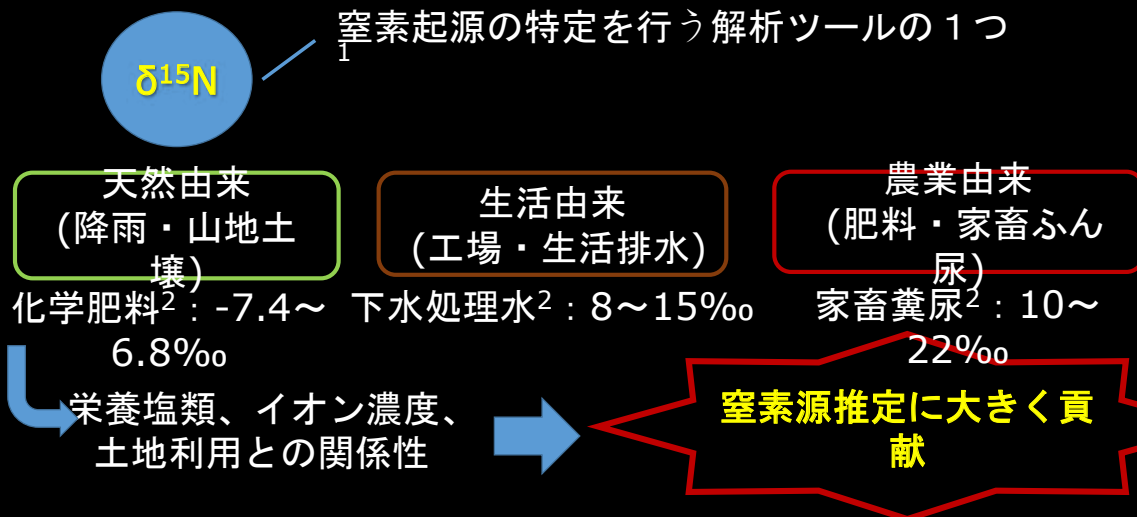 窒素起源の特定を行う解析ツールの１つ
1
δ15N
天然由来
(降雨・山地土
壌)
生活由来
(工場・生活排水)
農業由来
(肥料・家畜ふん
尿)
化学肥料2：-7.4～
6.8‰
下水処理水2：8～15‰
家畜糞尿2：10～
22‰
栄養塩類、イオン濃度、
土地利用との関係性
窒素源推定に大きく貢
献